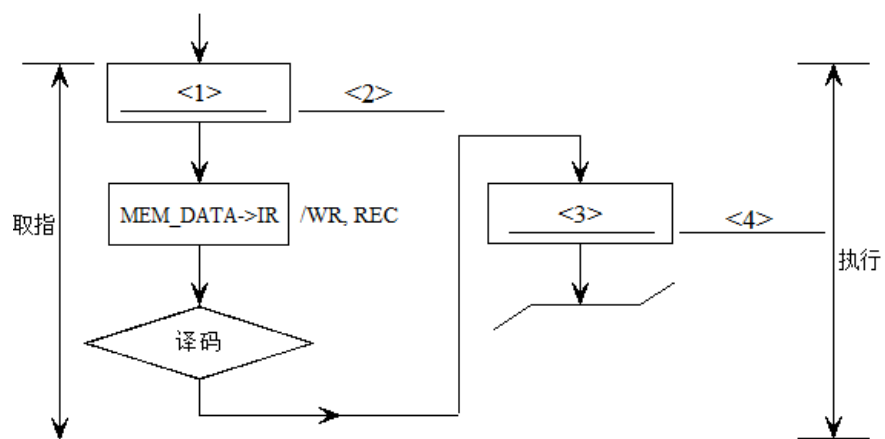 <1>
<2>
MEM_DATA->IR
/WR, REC
<3>
<4>
取指
执行
译码